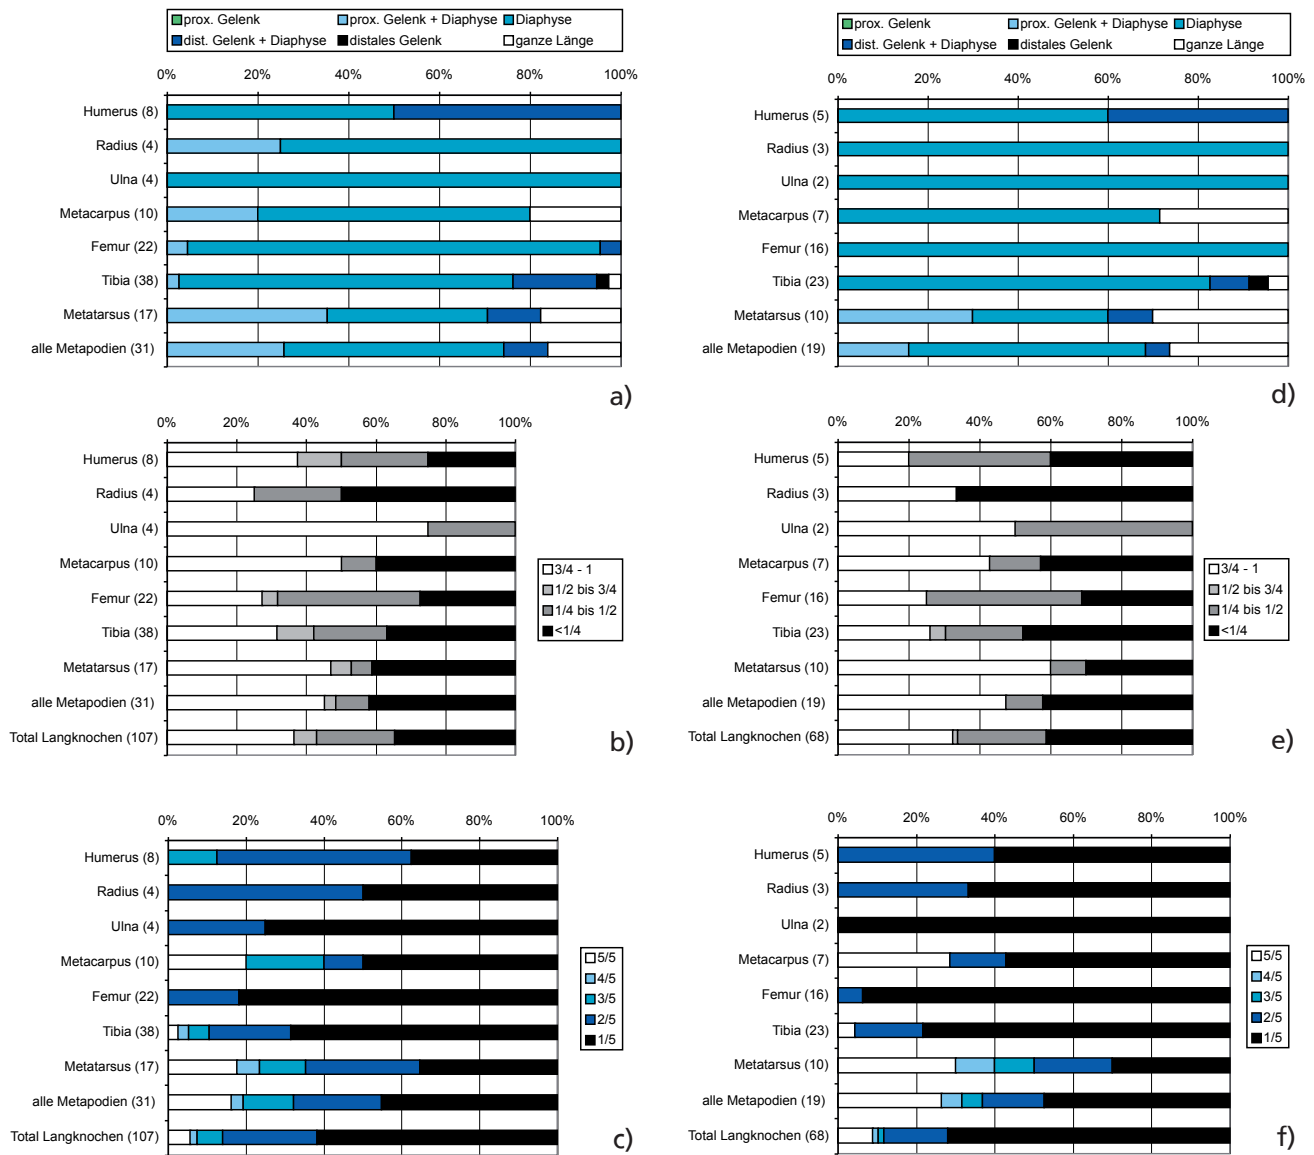 prox. Gelenk prox. Gelenk + Diaphyse Diaphyse
dist. Gelenk + Diaphyse distales Gelenk ganze Länge
0% 20% 40% 60% 80% 100%
Humerus (8)
Radius (4)
Ulna (4)
Metacarpus (10)
Femur (22)
Tibia (38)
Metatarsus (17)
alle Metapodien (31)
a)
prox. Gelenk prox. Gelenk + Diaphyse Diaphyse
dist. Gelenk + Diaphyse distales Gelenk ganze Länge
0% 20% 40% 60% 80% 100%
Humerus (5)
Radius (3)
Ulna (2)
Metacarpus (7)
Femur (16)
Tibia (23)
Metatarsus (10)
alle Metapodien (19)
d)
0% 20% 40% 60% 80% 100%
Humerus (8)
Radius (4)
Ulna (4)
Metacarpus (10)
Femur (22)
Tibia (38)
Metatarsus (17)
alle Metapodien (31)
Total Langknochen (107)
3/4 - 1
1/2 bis 3/4
1/4 bis 1/2
<1/4
b)
0% 20% 40% 60% 80% 100%
Humerus (5)
Radius (3)
Ulna (2)
Metacarpus (7)
Femur (16)
Tibia (23)
Metatarsus (10)
alle Metapodien (19)
Total Langknochen (68)
3/4 - 1
1/2 bis 3/4
1/4 bis 1/2
<1/4
e)
0% 20% 40% 60% 80% 100%
Humerus (8)
Radius (4)
Ulna (4)
Metacarpus (10)
Femur (22)
Tibia (38)
Metatarsus (17)
alle Metapodien (31)
Total Langknochen (107)
5/5
4/5
3/5
2/5
1/5
c)
0% 20% 40% 60% 80% 100%
Humerus (5)
Radius (3)
Ulna (2)
Metacarpus (7)
Femur (16)
Tibia (23)
Metatarsus (10)
alle Metapodien (19)
Total Langknochen (68)
5/5
4/5
3/5
2/5
1/5
f)